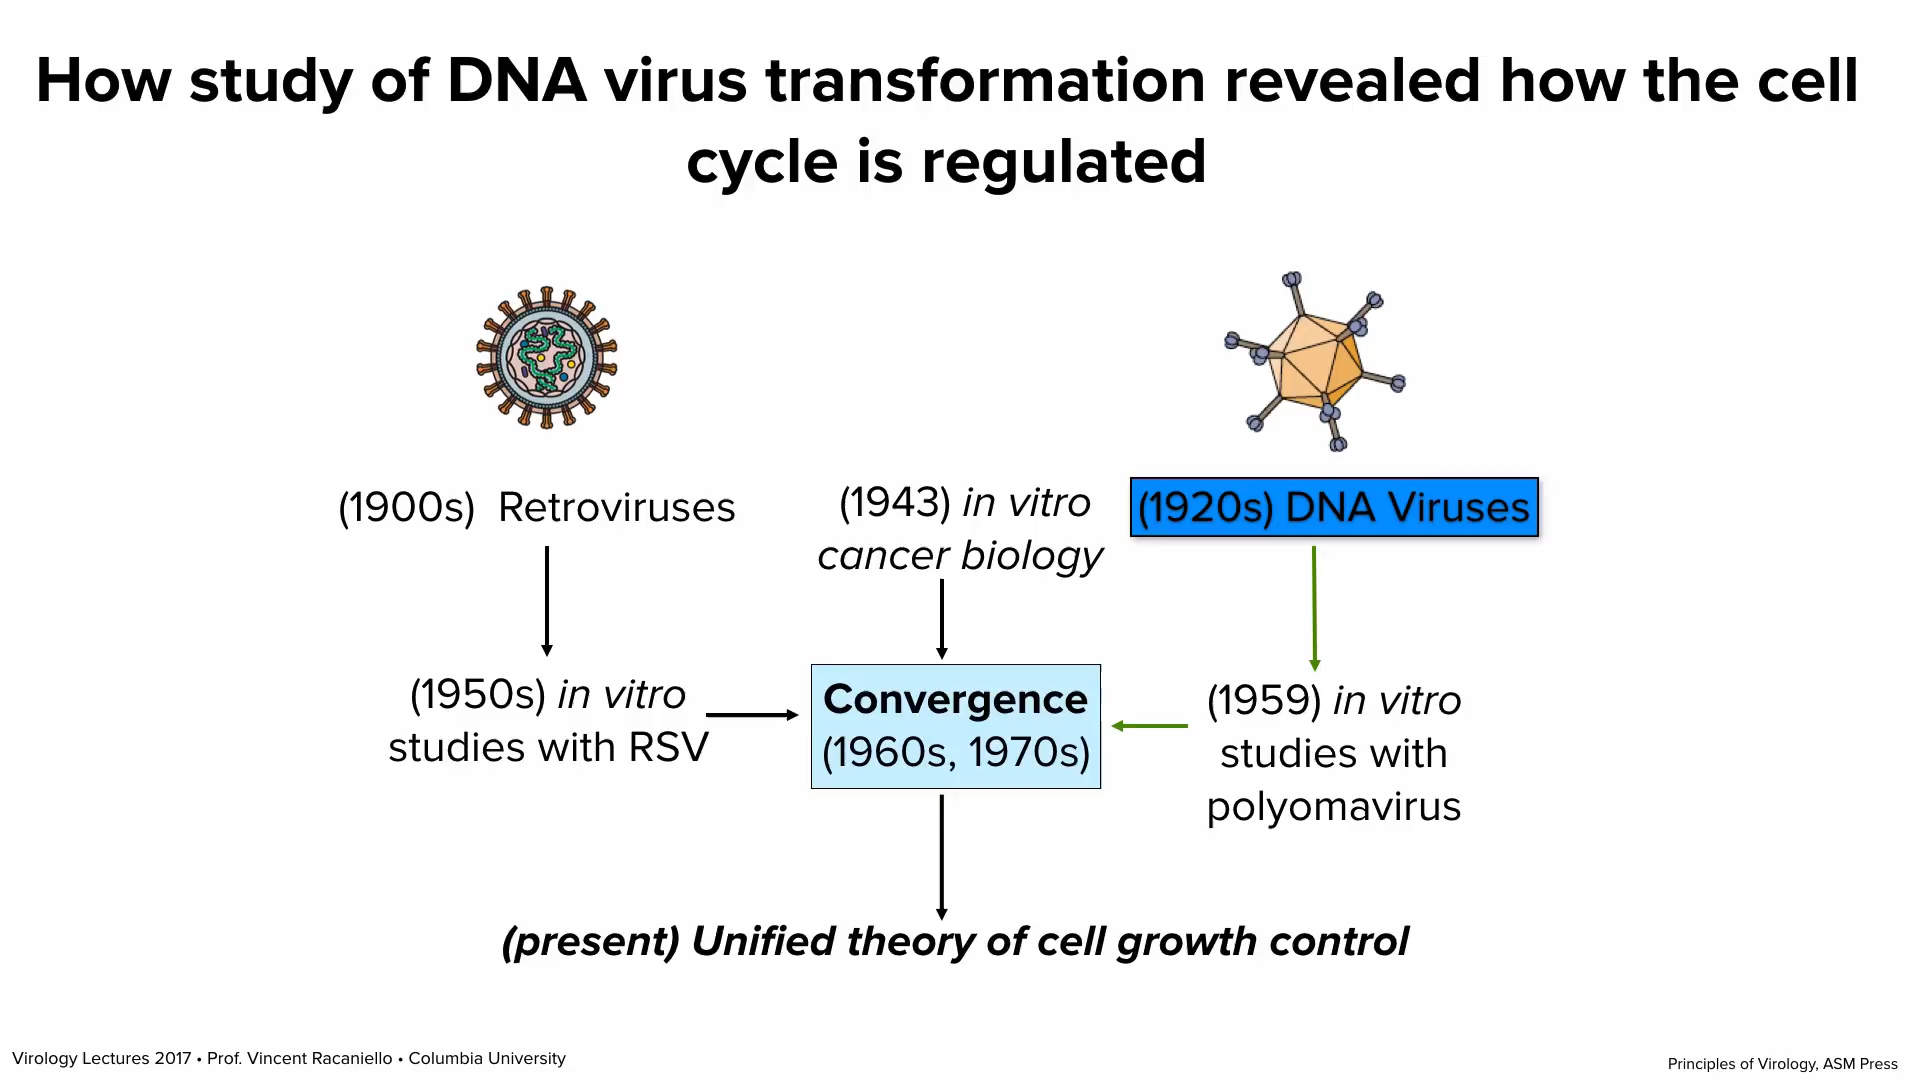 How study of DNA virus transformation revealed how the cell
cycle is regulated
(1900s) Retroviruses
(1943) in vitro
cancer biology
(1920s) DNA Viruses
(1950s) in vitro
studies with RSV
Convergence
(1960s, 1970s)
(1959) in vitro
studies with
polyomavirus
(present) Unified theory of cell growth control
Virology Lectures 2017 • Prof. Vincent Racaniello • Columbia University
Principles of Virology, ASM Press